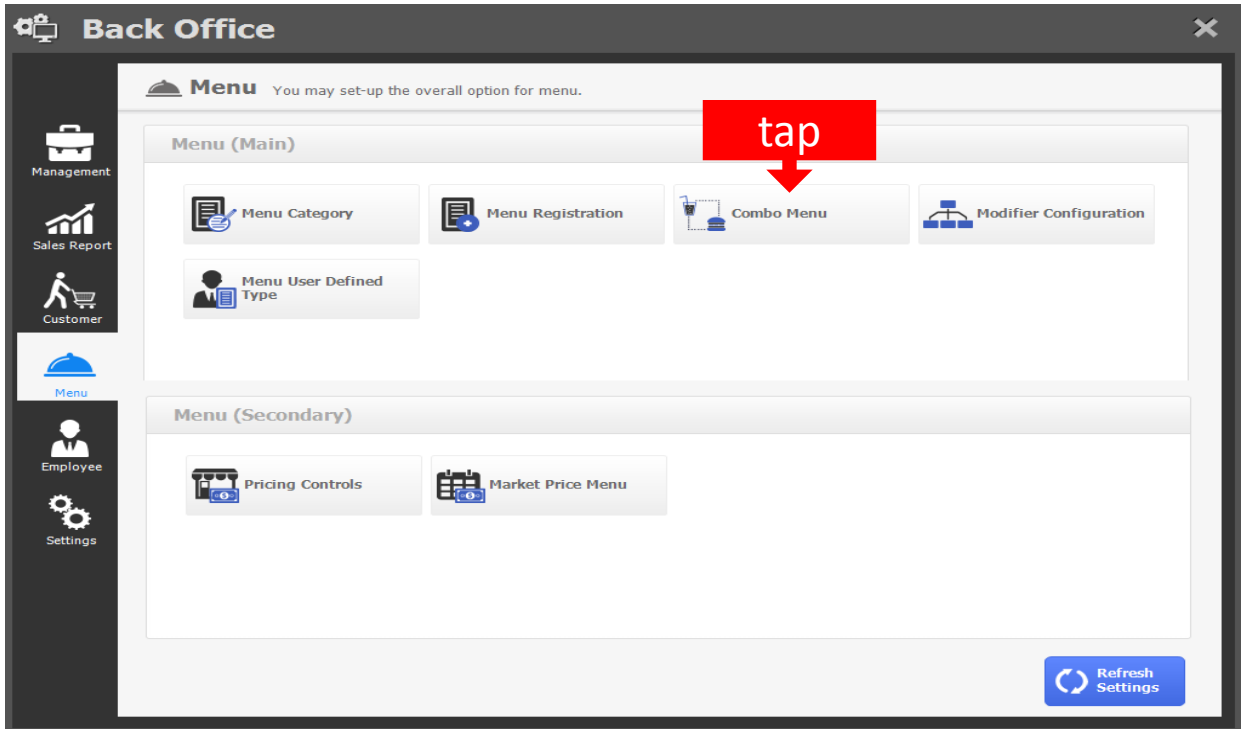 Back Office
Menu You may set-up the overall option for menu.
tap
Menu (Main)
Management
Menu Category
Menu Registration
Combo Menu
Modifier Configuration
Sales Report
Menu User Defined
Type
Customer
Menu
Menu (Secondary)
Employee
Pricing Controls
Market Price Menu
Settings
Refresh
Settings